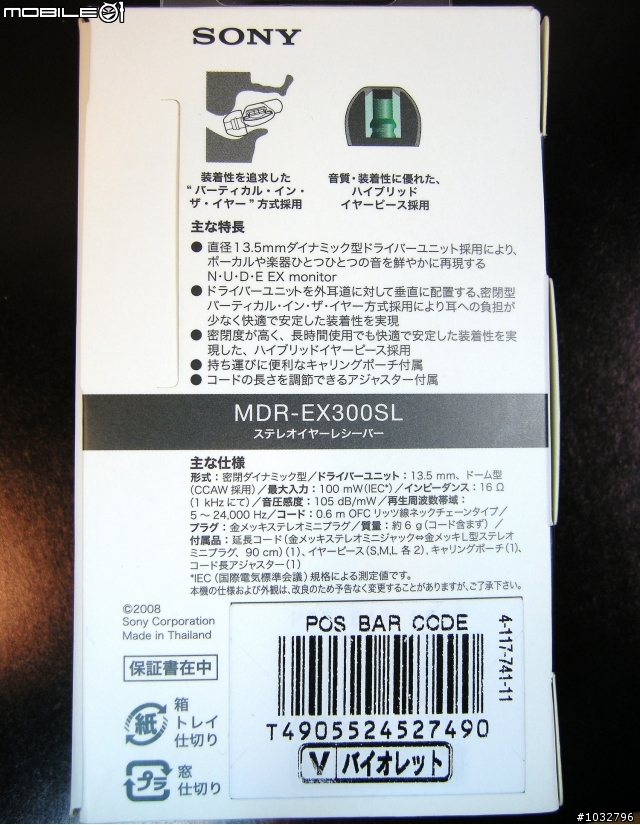 MOBILE01
SONY
装着性を追求した
“バーティカル・イン・
ザ・イヤー”方式採用
音質・装着性に優れた、
ハイブリッド
イヤーピース採用
主な特長
● 直径13.5mmダイナミック型ドライバーユニット採用により、
ボーカルや楽器ひとつひとつの音を鮮やかに再現する
N・U・D・E EX monitor
● ドライバーユニットを外耳道に対して垂直に配置する、密閉型
バーティカル・イン・ザ・イヤー方式採用により耳への負担が
少なく快適で安定した装着性を実現
● 密閉度が高く、長時間使用でも快適で安定した装着性を実
現した、ハイブリッドイヤーピース採用
● 持ち運びに便利なキャリングポーチ付属
● コードの長さを調節できるアジャスター付属
MDR-EX300SL
ステレオイヤーレシーバー
主な仕様
形式：密閉ダイナミック型／ドライバーユニット：13.5 mm、ドーム型
(CCAW 採用)／最大入力：100 mW(IEC*)／インピーダンス：16 Ω
(1 kHz にて)／音圧感度：105 dB/mW／再生周波数帯域：
5～24,000 Hz／コード：0.6 m OFC リッツ線ネックチェーンタイプ／
プラグ：金メッキステレオミニプラグ／質量：約 6 g(コード含まず)／
付属品：延長コード(金メッキステレオミニジャック⇔金メッキL型ステレオ
ミニプラグ、90 cm)(1)、イヤーピース(S,M,L 各 2)、キャリングポーチ(1)、
コード長アジャスター(1)
*IEC(国際電気標準会議)規格による測定値です。
本機の仕様および外観は、改良のため予告なく変更することがありますが、ご了承下さい。
©2008
Sony Corporation
Made in Thailand
保証書在中
紙
箱
トレイ
仕切り
プラ
窓
仕切り
POS BAR CODE
T4905524527490
V バイオレット
4-117-741-11
#1032796